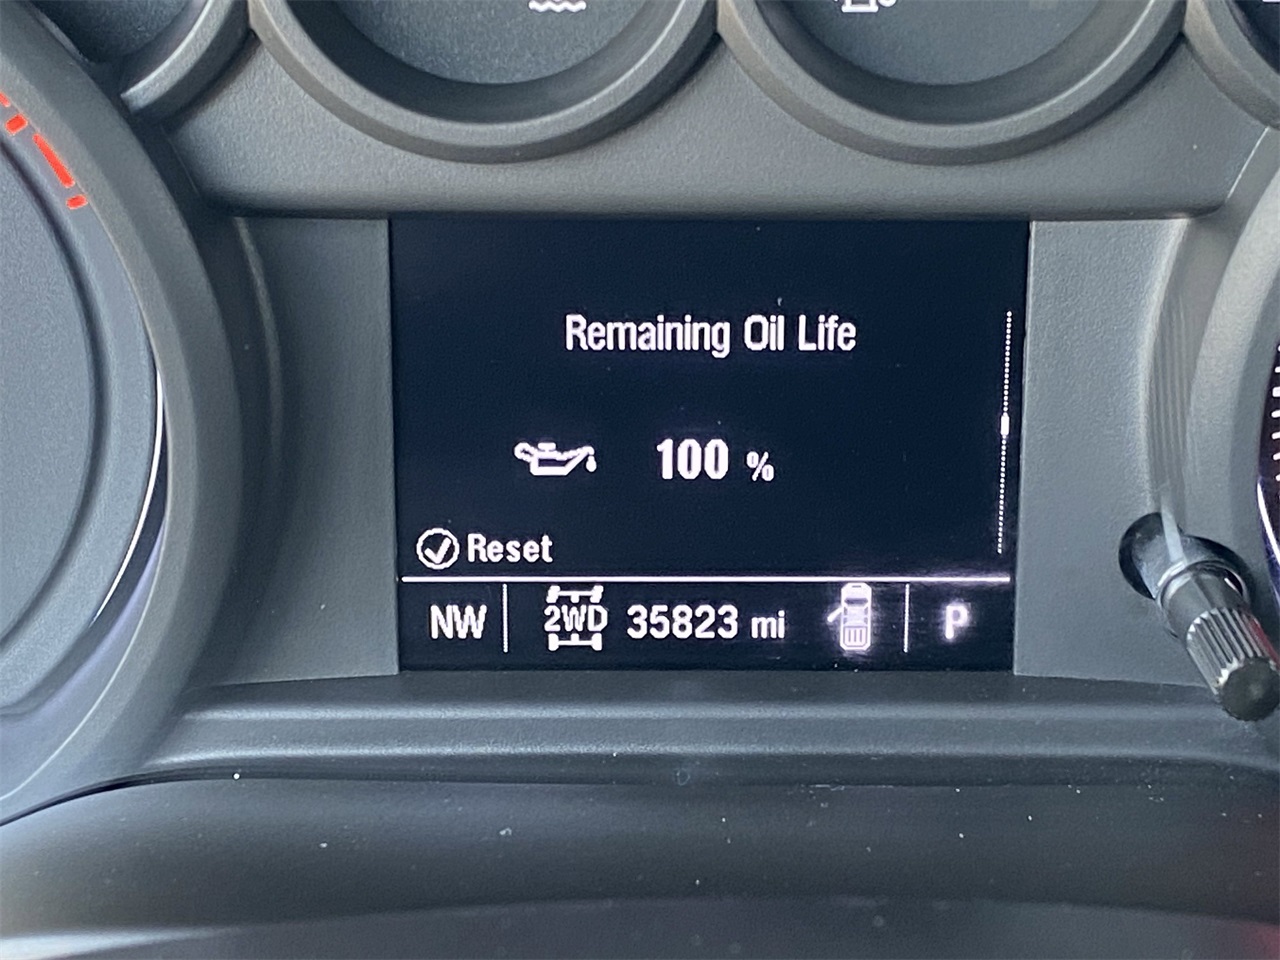 Remaining Oil Life
100 %
Reset
NW 2WD 35823 mi P